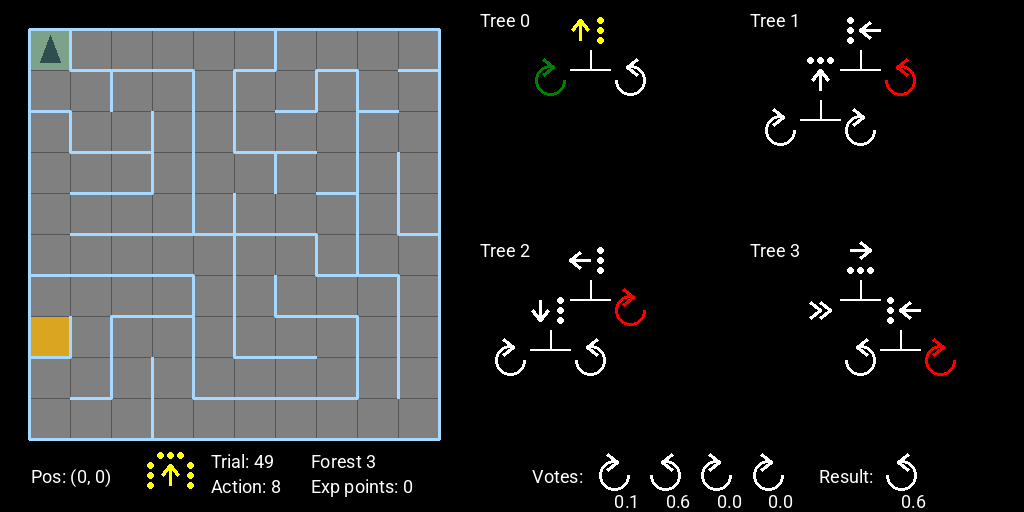 Tree 0
Tree 1
Tree 2
Tree 3
Pos: (0, 0)
Trial: 49
Forest 3
Action: 8
Exp points: 0
Votes:
0.1
0.6
0.0
0.0
Result:
0.6